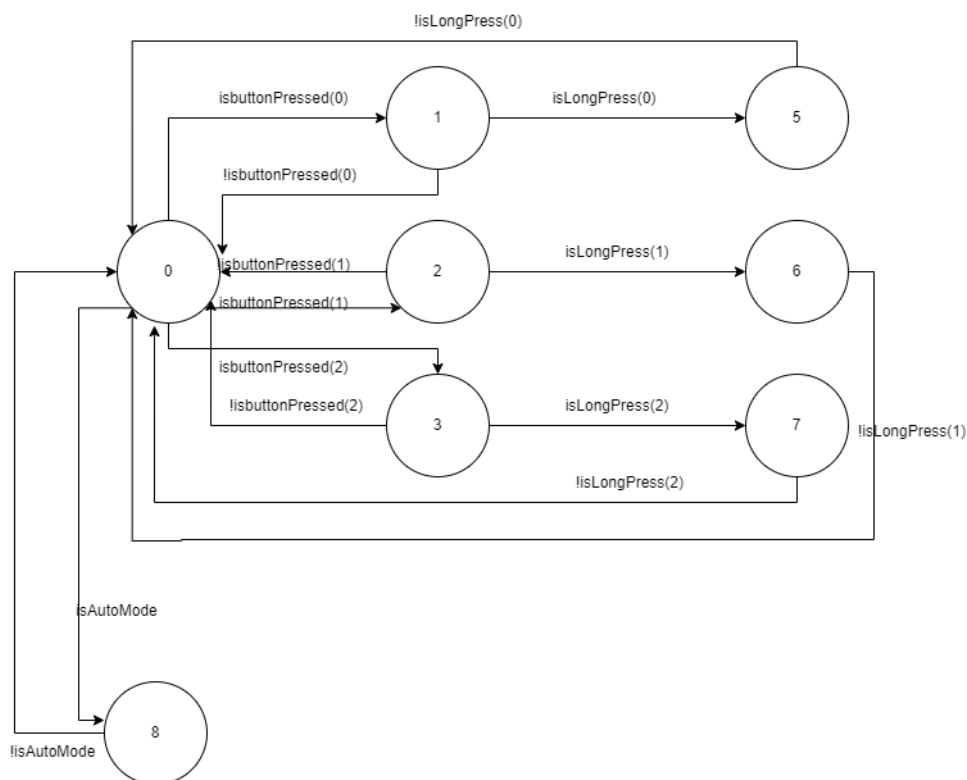 !isLongPress(0)
isbuttonPressed(0)
1
isLongPress(0)
5
!isbuttonPressed(0)
0
!isbuttonPressed(1)
2
isLongPress(1)
6
isbuttonPressed(1)
isbuttonPressed(2)
!isbuttonPressed(2)
3
isLongPress(2)
7
!isLongPress(1)
!isLongPress(2)
isAutoMode
8
!isAutoMode